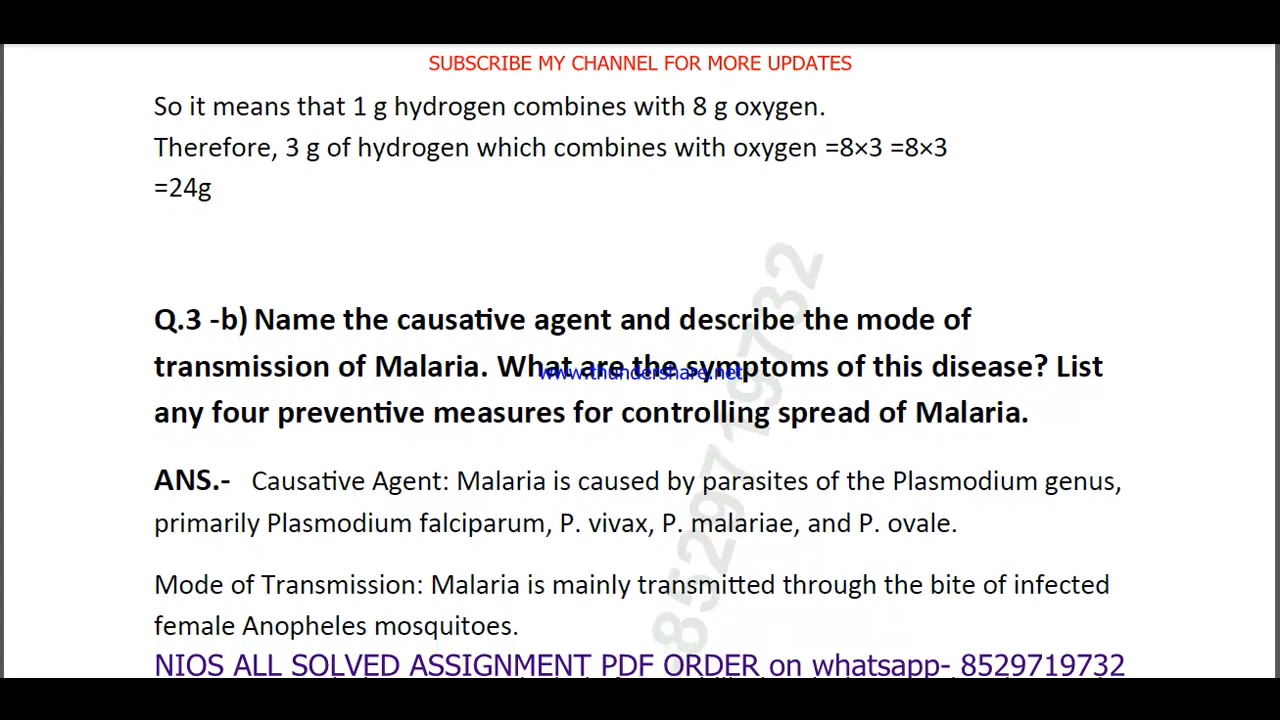 SUBSCRIBE MY CHANNEL FOR MORE UPDATES
So it means that 1 g hydrogen combines with 8 g oxygen.
Therefore, 3 g of hydrogen which combines with oxygen =8×3 =8×3
=24g
Q.3 -b) Name the causative agent and describe the mode of
transmission of Malaria. What are the symptoms of this disease? List
www.thundershare.net
any four preventive measures for controlling spread of Malaria.
ANS.- Causative Agent: Malaria is caused by parasites of the Plasmodium genus,
primarily Plasmodium falciparum, P. vivax, P. malariae, and P. ovale.
Mode of Transmission: Malaria is mainly transmitted through the bite of infected
female Anopheles mosquitoes.
NIOS ALL SOLVED ASSIGNMENT PDF ORDER on whatsapp- 8529719732
8529719732